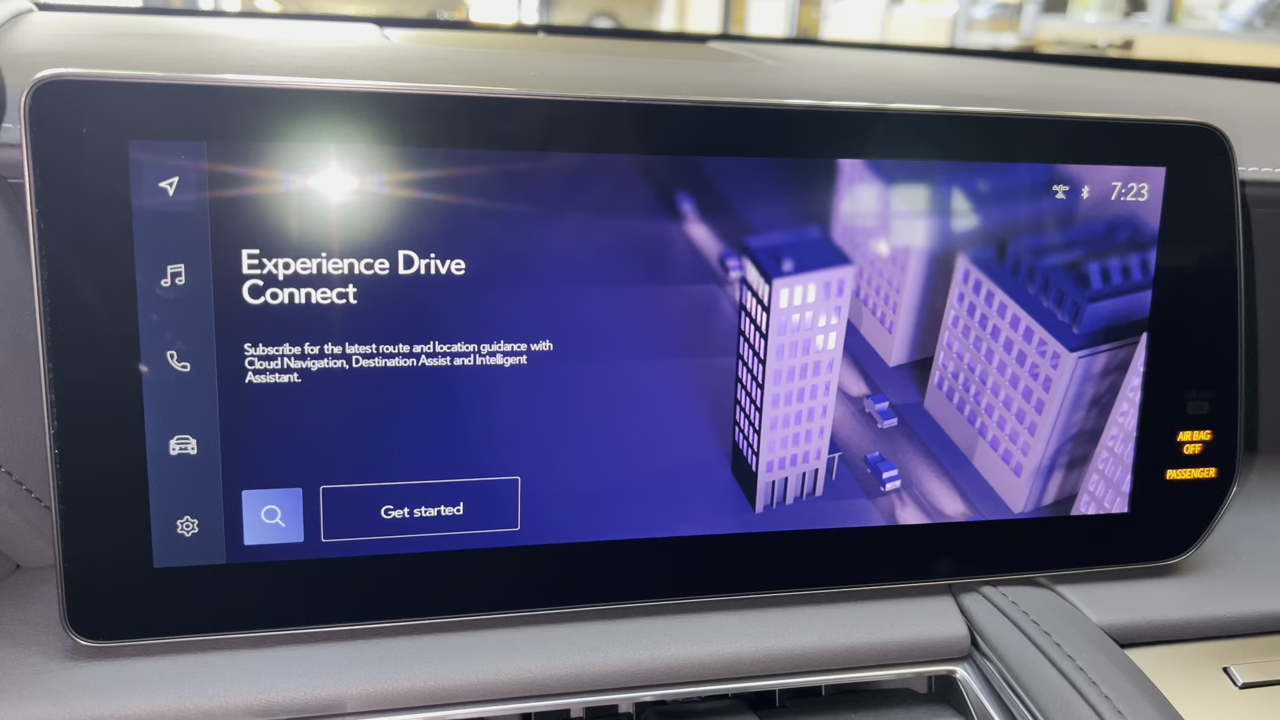 7:23
Experience Drive
Connect
Subscribe for the latest route and location guidance with
Cloud Navigation, Destination Assist and Intelligent
Assistant.
Get started
AIR BAG
OFF
PASSENGER